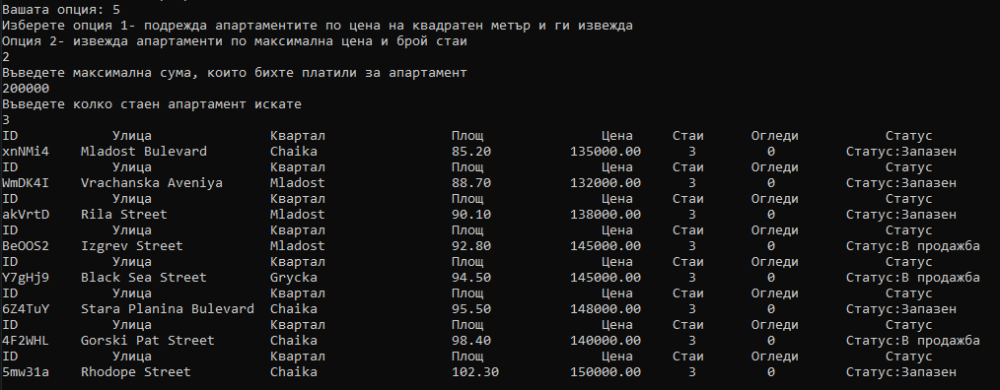 Вашата опция: 5
Изберете опция 1- подрежда апартаментите по цена на квадратен метър и ги извежда
Опция 2- извежда апартаменти по максимална цена и брой стаи
2
Въведете максимална сума, които бихте платили за апартамент
200000
Въведете колко стаен апартамент искате
3
ID Улица Квартал Площ Цена Стаи Огледи Статус
xnNMi4 Mladost Bulevard Chaika 85.20 135000.00 3 0 Статус:Запазен
ID Улица Квартал Площ Цена Стаи Огледи Статус
WmDK4I Vrachanska Aveniya Mladost 88.70 132000.00 3 0 Статус:Запазен
ID Улица Квартал Площ Цена Стаи Огледи Статус
akVrtD Rila Street Mladost 90.10 138000.00 3 0 Статус:Запазен
ID Улица Квартал Площ Цена Стаи Огледи Статус
BeOOS2 Izgrev Street Mladost 92.80 145000.00 3 0 Статус:В продажба
ID Улица Квартал Площ Цена Стаи Огледи Статус
Y7gHj9 Black Sea Street Grycka 94.50 145000.00 3 0 Статус:В продажба
ID Улица Квартал Площ Цена Стаи Огледи Статус
6Z4TuY Stara Planina Bulevard Chaika 95.50 148000.00 3 0 Статус:Запазен
ID Улица Квартал Площ Цена Стаи Огледи Статус
4F2WHL Gorski Pat Street Chaika 98.40 140000.00 3 0 Статус:В продажба
ID Улица Квартал Площ Цена Стаи Огледи Статус
5mw31a Rhodope Street Chaika 102.30 150000.00 3 0 Статус:Запазен